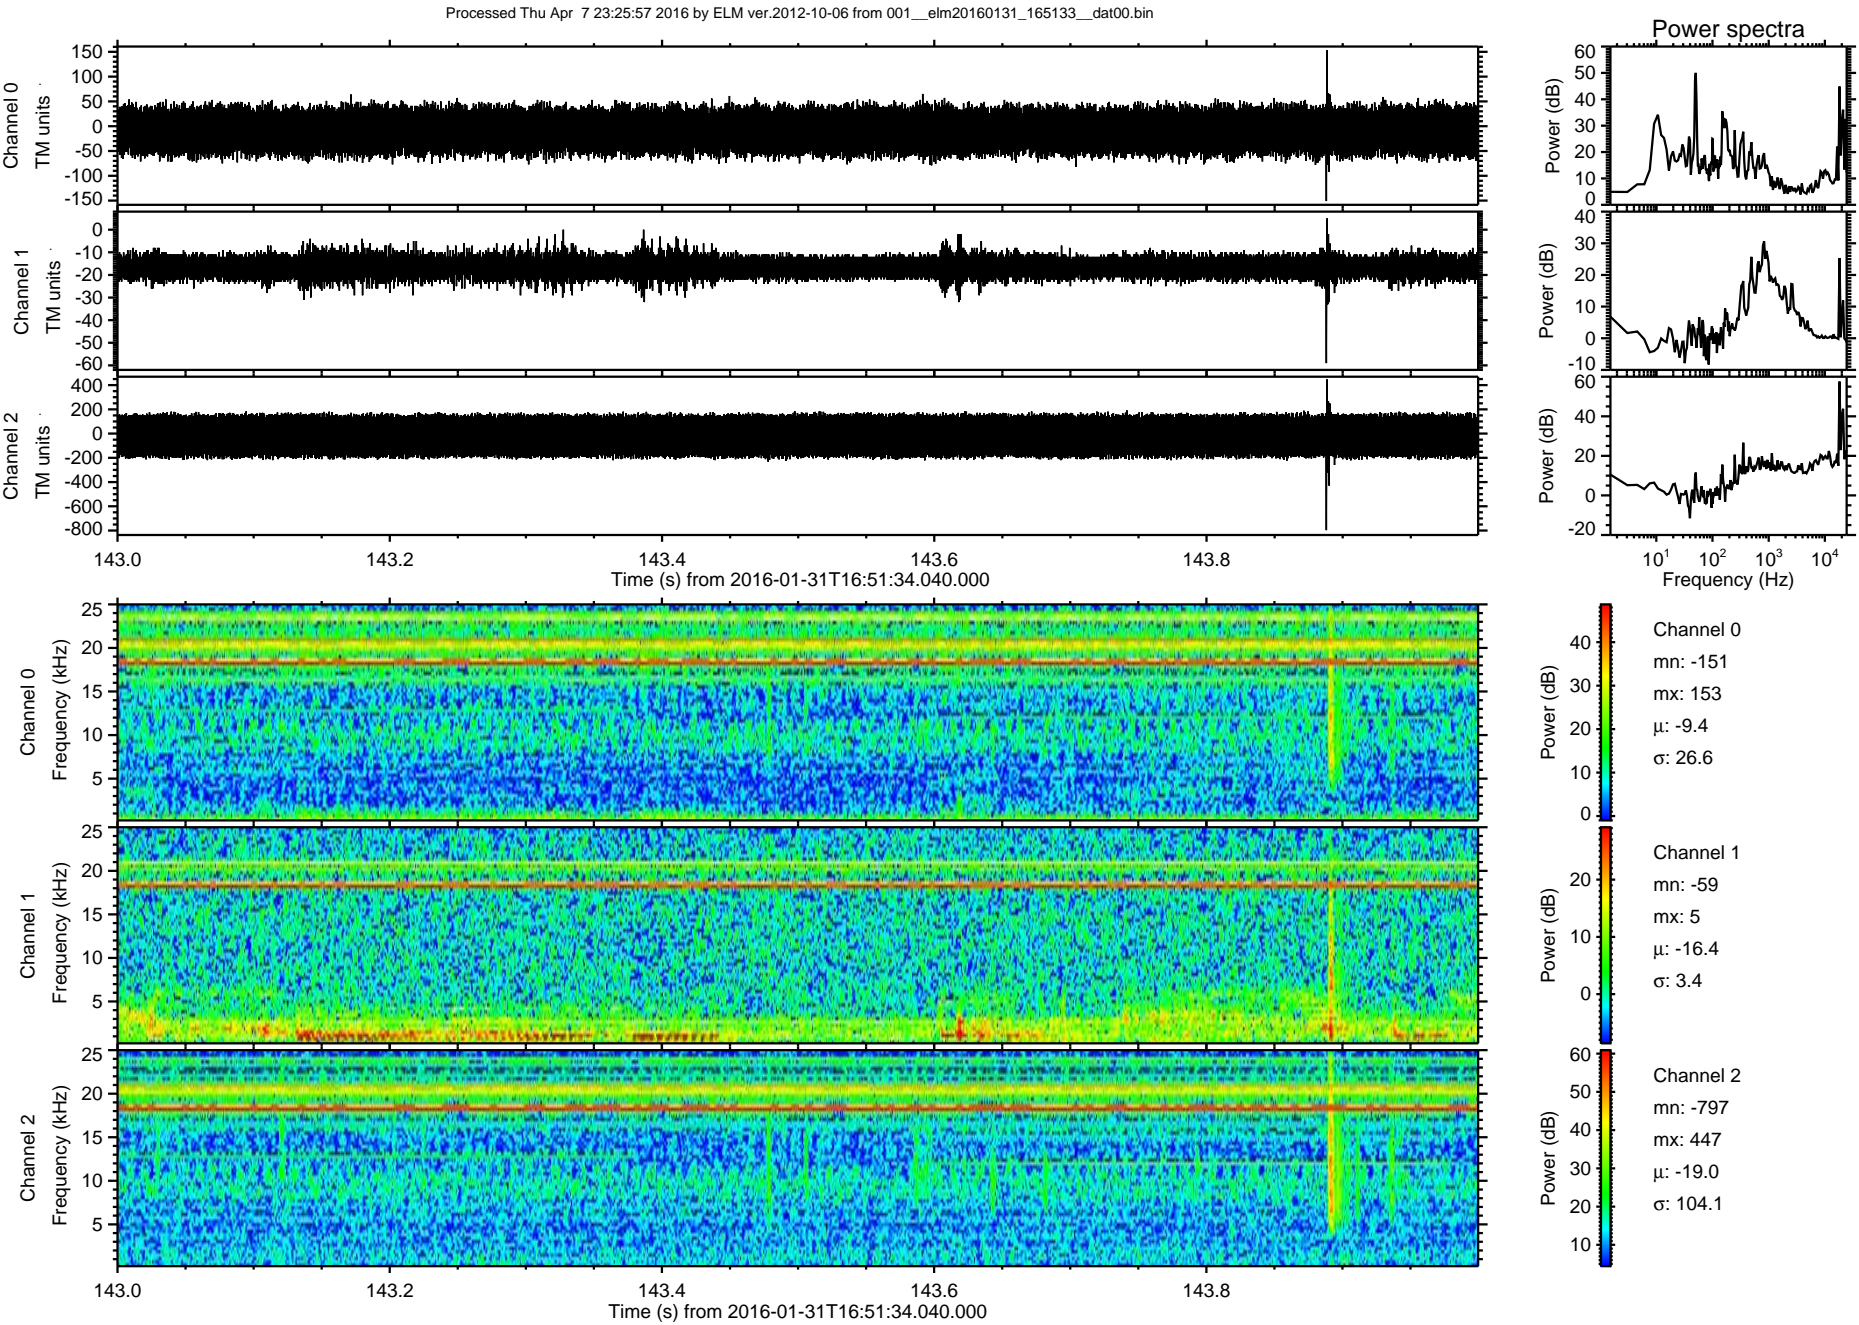 Processed Thu Apr  7 23:25:57 2016 by ELM ver.2012-10-06 from 001__elm20160131_165133__dat00.bin
Power spectra
Channel 0
TM units
150
100
50
0
-50
-100
-150
Power (dB)
60
50
40
30
20
10
0
Channel 1
TM units
0
-10
-20
-30
-40
-50
-60
Power (dB)
40
30
20
10
0
-10
Channel 2
TM units
400
200
0
-200
-400
-600
-800
Power (dB)
60
40
20
0
-20
143.0 143.2 143.4 143.6 143.8
Time (s) from 2016-01-31T16:51:34.040.000
10^1 10^2 10^3 10^4
Frequency (Hz)
Channel 0
Frequency (kHz)
25
20
15
10
5
Power (dB)
40
30
20
10
0
Channel 0
mn: -151
mx: 153
μ: -9.4
σ: 26.6
Channel 1
Frequency (kHz)
25
20
15
10
5
Power (dB)
20
10
0
Channel 1
mn: -59
mx: 5
μ: -16.4
σ: 3.4
Channel 2
Frequency (kHz)
25
20
15
10
5
Power (dB)
60
50
40
30
20
10
Channel 2
mn: -797
mx: 447
μ: -19.0
σ: 104.1
143.0 143.2 143.4 143.6 143.8
Time (s) from 2016-01-31T16:51:34.040.000